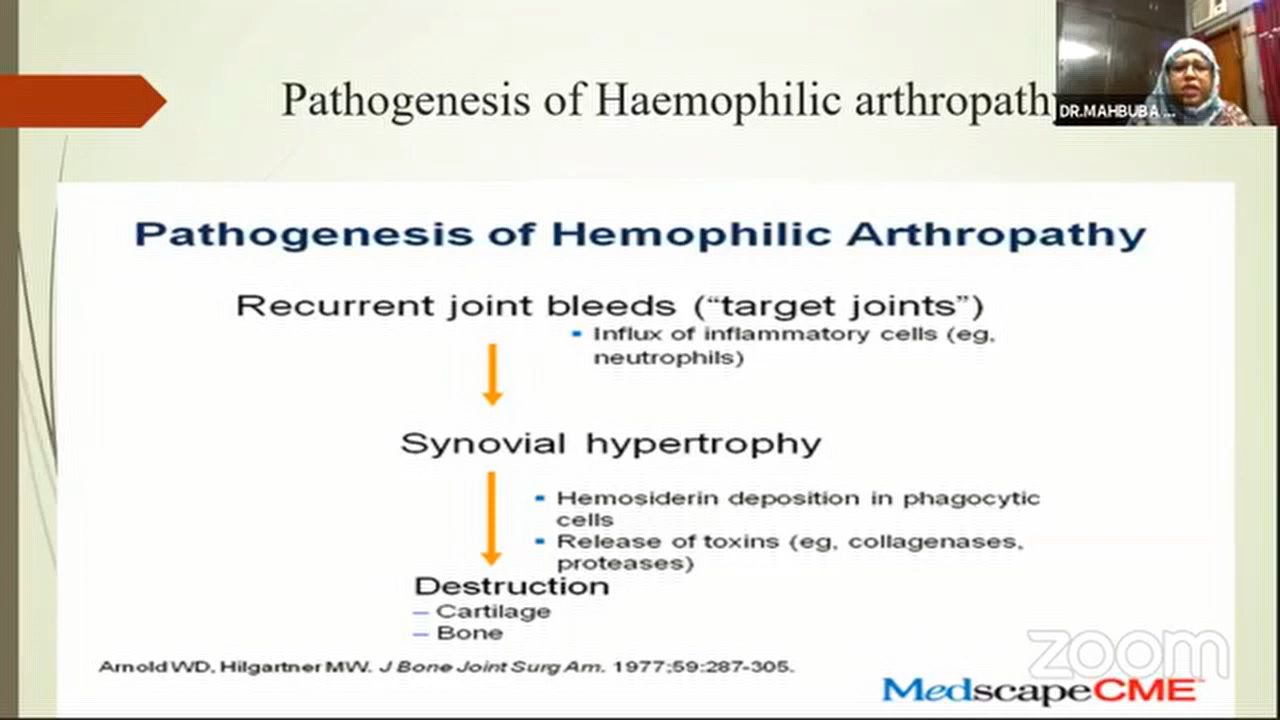 Pathogenesis of Haemophilic arthropathy
DR.MAHBUBA ...
Pathogenesis of Hemophilic Arthropathy
Recurrent joint bleeds (“target joints”)
▪ Influx of inflammatory cells (eg,
neutrophils)
Synovial hypertrophy
▪ Hemosiderin deposition in phagocytic
cells
▪ Release of toxins (eg, collagenases,
proteases)
Destruction
– Cartilage
– Bone
Arnold WD, Hilgartner MW. J Bone Joint Surg Am. 1977;59:287-305.
zoom
MedscapeCME